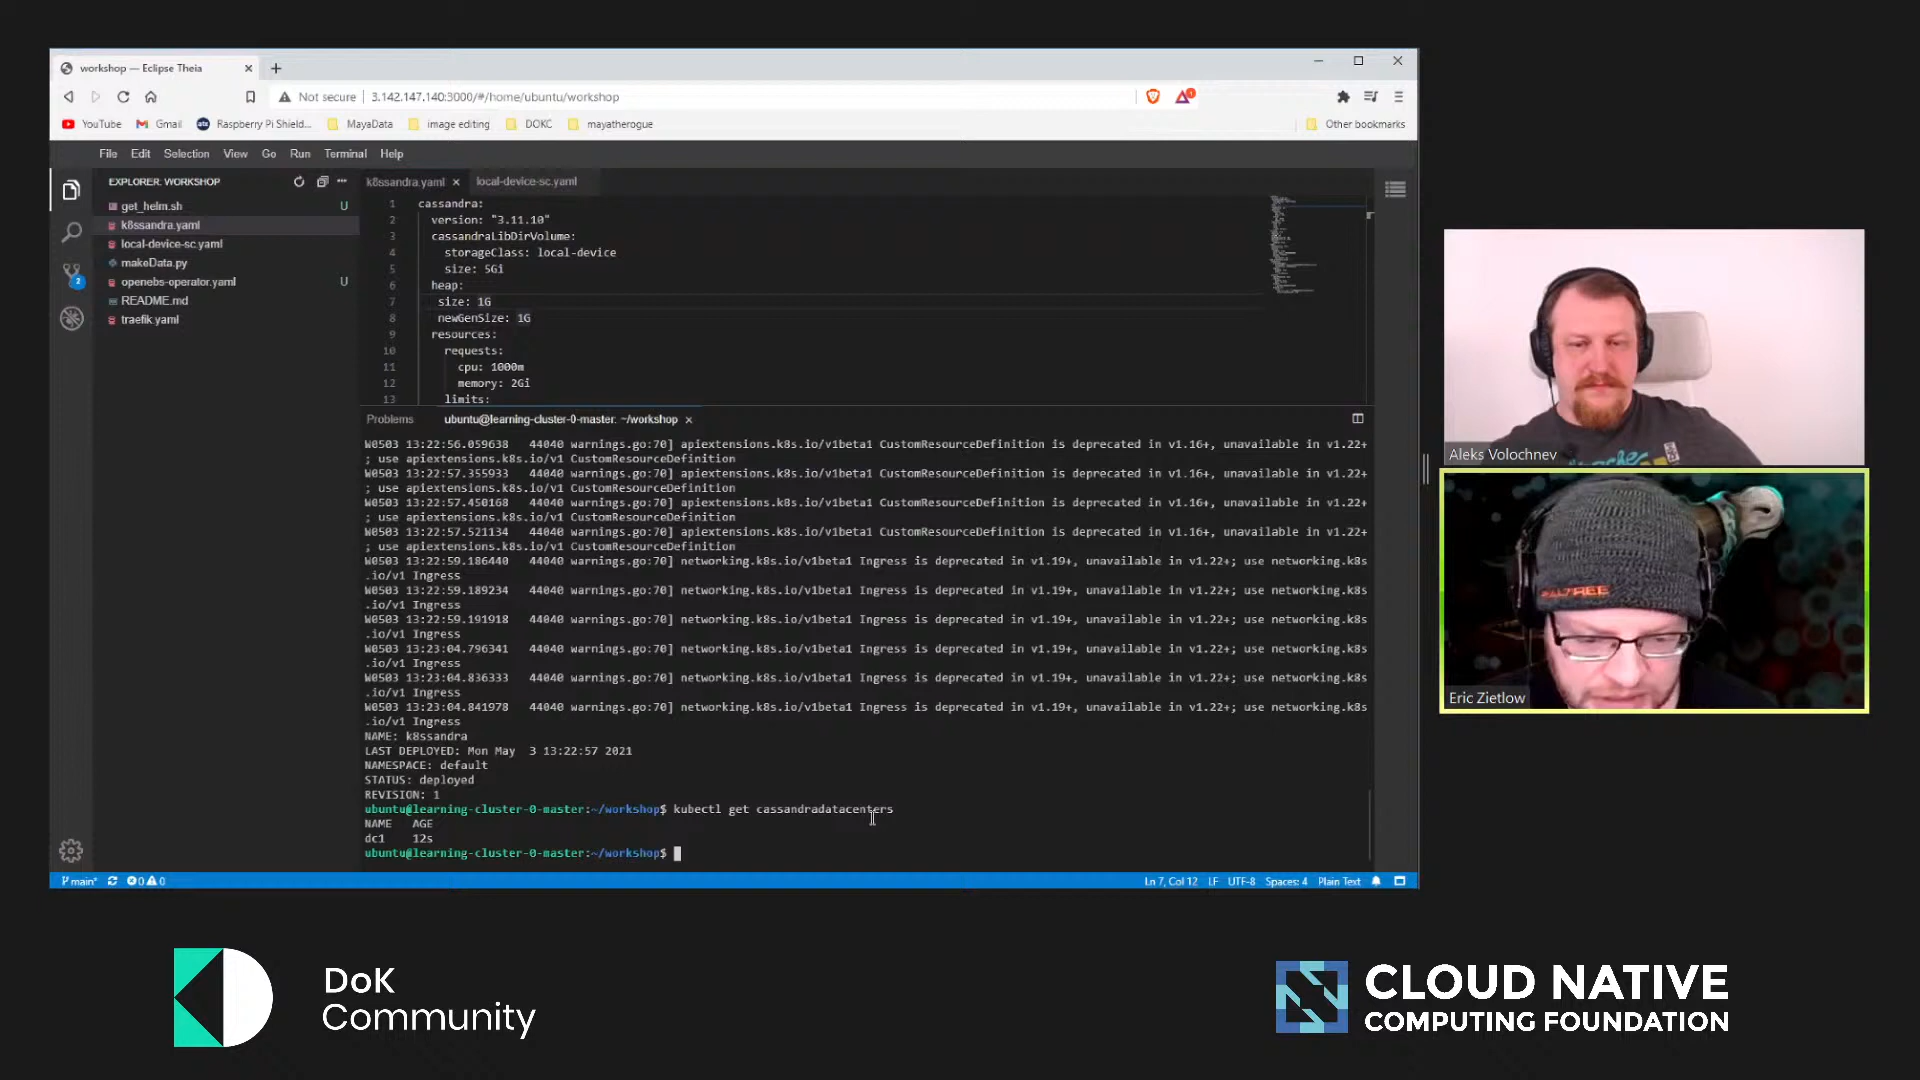 workshop — Eclipse Theia
Not secure
3.142.147.140:3000/#/home/ubuntu/workshop
YouTube
Gmail
Raspberry Pi Shield...
MayaData
image editing
DOKC
mayatherogue
Other bookmarks
File
Edit
Selection
View
Go
Run
Terminal
Help
EXPLORER: WORKSHOP
get_helm.sh U
k8ssandra.yaml
local-device-sc.yaml
makeData.py
openebs-operator.yaml U
README.md
traefik.yaml
2
k8ssandra.yaml
local-device-sc.yaml
1 cassandra:
2 version: "3.11.10"
3 cassandraLibDirVolume:
4 storageClass: local-device
5 size: 5Gi
6 heap:
7 size: 1G
8 newGenSize: 1G
9 resources:
10 requests:
11 cpu: 1000m
12 memory: 2Gi
13 limits:
Problems
ubuntu@learning-cluster-0-master: ~/workshop
W0503 13:22:56.059638 44040 warnings.go:70] apiextensions.k8s.io/v1beta1 CustomResourceDefinition is deprecated in v1.16+, unavailable in v1.22+
; use apiextensions.k8s.io/v1 CustomResourceDefinition
W0503 13:22:57.355933 44040 warnings.go:70] apiextensions.k8s.io/v1beta1 CustomResourceDefinition is deprecated in v1.16+, unavailable in v1.22+
; use apiextensions.k8s.io/v1 CustomResourceDefinition
W0503 13:22:57.450168 44040 warnings.go:70] apiextensions.k8s.io/v1beta1 CustomResourceDefinition is deprecated in v1.16+, unavailable in v1.22+
; use apiextensions.k8s.io/v1 CustomResourceDefinition
W0503 13:22:57.521134 44040 warnings.go:70] apiextensions.k8s.io/v1beta1 CustomResourceDefinition is deprecated in v1.16+, unavailable in v1.22+
; use apiextensions.k8s.io/v1 CustomResourceDefinition
W0503 13:22:59.186440 44040 warnings.go:70] networking.k8s.io/v1beta1 Ingress is deprecated in v1.19+, unavailable in v1.22+; use networking.k8s
.io/v1 Ingress
W0503 13:22:59.189234 44040 warnings.go:70] networking.k8s.io/v1beta1 Ingress is deprecated in v1.19+, unavailable in v1.22+; use networking.k8s
.io/v1 Ingress
W0503 13:22:59.191918 44040 warnings.go:70] networking.k8s.io/v1beta1 Ingress is deprecated in v1.19+, unavailable in v1.22+; use networking.k8s
.io/v1 Ingress
W0503 13:23:04.796341 44040 warnings.go:70] networking.k8s.io/v1beta1 Ingress is deprecated in v1.19+, unavailable in v1.22+; use networking.k8s
.io/v1 Ingress
W0503 13:23:04.836333 44040 warnings.go:70] networking.k8s.io/v1beta1 Ingress is deprecated in v1.19+, unavailable in v1.22+; use networking.k8s
.io/v1 Ingress
W0503 13:23:04.841978 44040 warnings.go:70] networking.k8s.io/v1beta1 Ingress is deprecated in v1.19+, unavailable in v1.22+; use networking.k8s
.io/v1 Ingress
NAME: k8ssandra
LAST DEPLOYED: Mon May 3 13:22:57 2021
NAMESPACE: default
STATUS: deployed
REVISION: 1
ubuntu@learning-cluster-0-master:~/workshop$ kubectl get cassandradatacenters
NAME AGE
dc1 12s
ubuntu@learning-cluster-0-master:~/workshop$
main*
0
0
Ln 7, Col 12
LF
UTF-8
Spaces: 4
Plain Text
Aleks Volochnev
Eric Zietlow
DoK
Community
CLOUD NATIVE
COMPUTING FOUNDATION